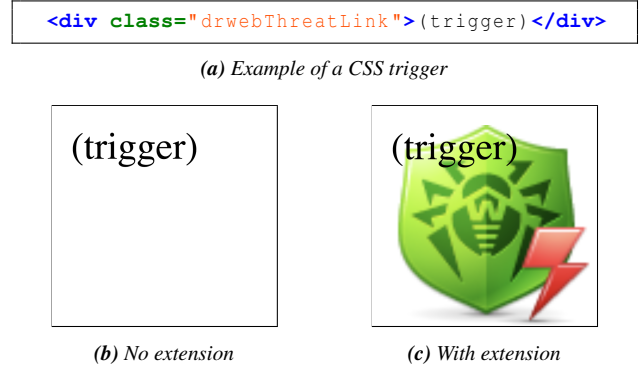 <div class="drwebThreatLink">(trigger)</div>
(a) Example of a CSS trigger
(trigger)
(trigger)
W
(b) No extension
(c) With extension